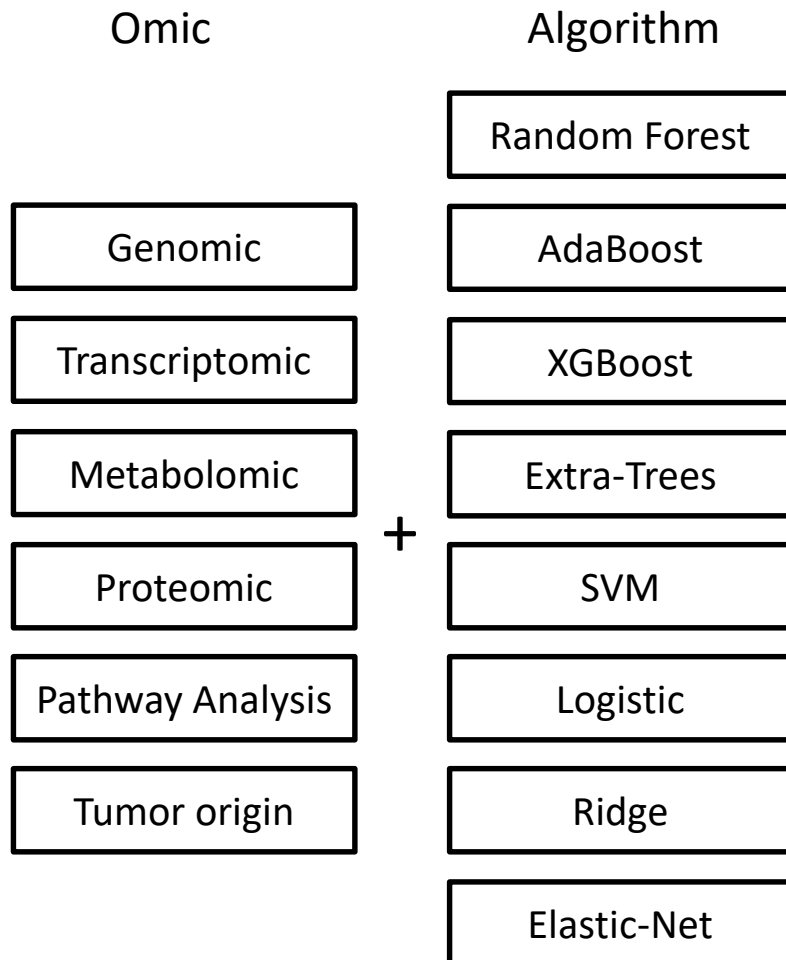 Omic
Genomic
Transcriptomic
Metabolomic
Proteomic
Pathway Analysis
Tumor origin
+
Algorithm
Random Forest
AdaBoost
XGBoost
Extra-Trees
SVM
Logistic
Ridge
Elastic-Net